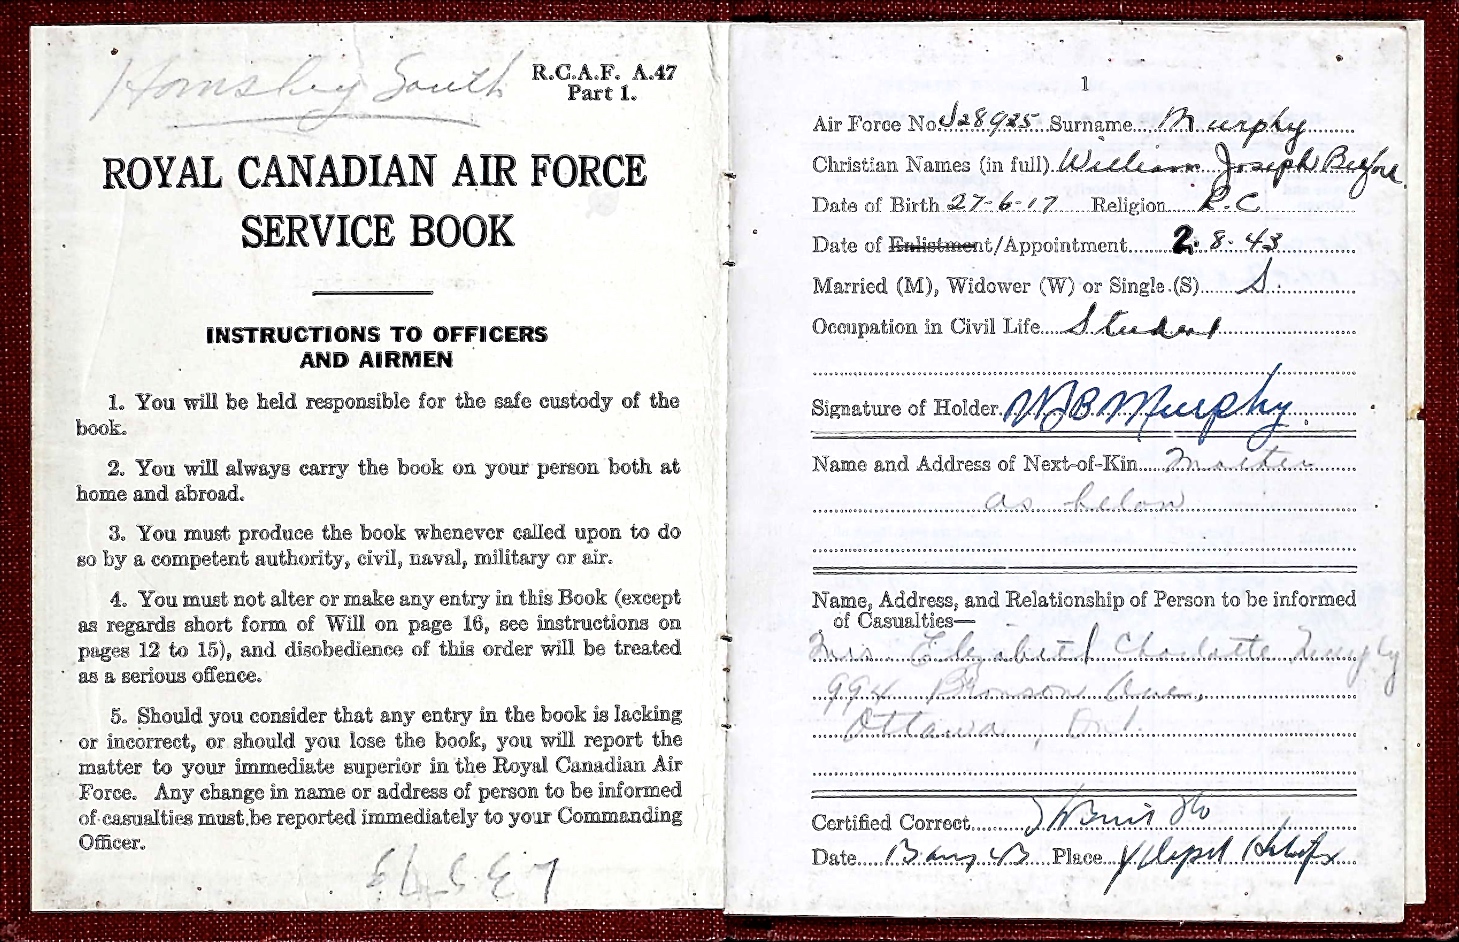 Hornsby South
R.C.A.F. A.47
Part 1.
ROYAL CANADIAN AIR FORCE
SERVICE BOOK
INSTRUCTIONS TO OFFICERS
AND AIRMEN
1. You will be held responsible for the safe custody of the
book.
2. You will always carry the book on your person both at
home and abroad.
3. You must produce the book whenever called upon to do
so by a competent authority, civil, naval, military or air.
4. You must not alter or make any entry in this Book (except
as regards short form of Will on page 16, see instructions on
pages 12 to 15), and disobedience of this order will be treated
as a serious offence.
5. Should you consider that any entry in the book is lacking
or incorrect, or should you lose the book, you will report the
matter to your immediate superior in the Royal Canadian Air
Force. Any change in name or address of person to be informed
of casualties must be reported immediately to your Commanding
Officer.
1
Air Force No. J28925 Surname Murphy
Christian Names (in full) William Joseph
Date of Birth 27-6-17 Religion R.C.
Date of Enlistment/Appointment 2.8.43
Married (M), Widower (W) or Single (S) S.
Occupation in Civil Life Student
Signature of Holder WJB Murphy
Name and Address of Next-of-Kin Mother
as below
Name, Address, and Relationship of Person to be informed
of Casualties—
Mrs Elizabeth Charlotte Murphy
994 Bronson Ave.,
Ottawa, Ont.
Certified Correct
Date 13 Aug 43 Place Y Depot Halifax